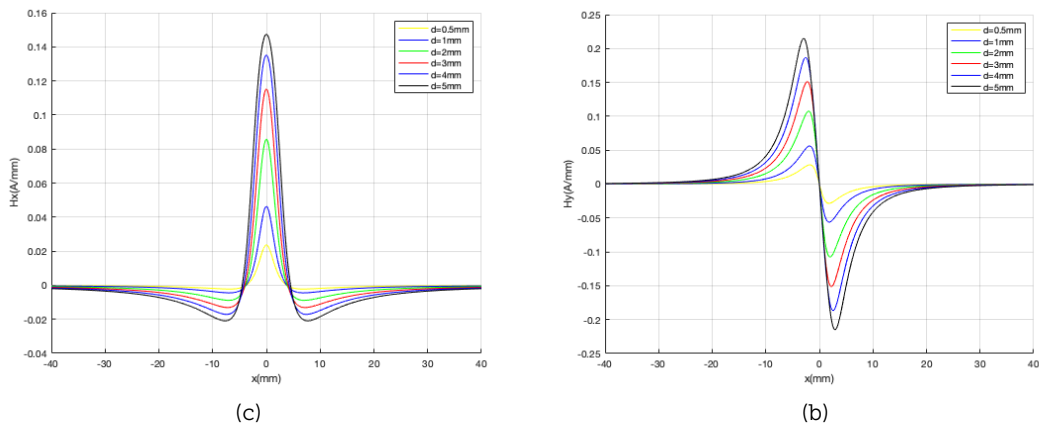 0.16
0.14
0.12
0.1
0.08
0.06
0.04
0.02
0
-0.02
-0.04
Hx(A/mm)
-40 -30 -20 -10 0 10 20 30 40
x(mm)
d=0.5mm
d=1mm
d=2mm
d=3mm
d=4mm
d=5mm
(c)
0.25
0.2
0.15
0.1
0.05
0
-0.05
-0.1
-0.15
-0.2
-0.25
Hy(A/mm)
-40 -30 -20 -10 0 10 20 30 40
x(mm)
d=0.5mm
d=1mm
d=2mm
d=3mm
d=4mm
d=5mm
(b)